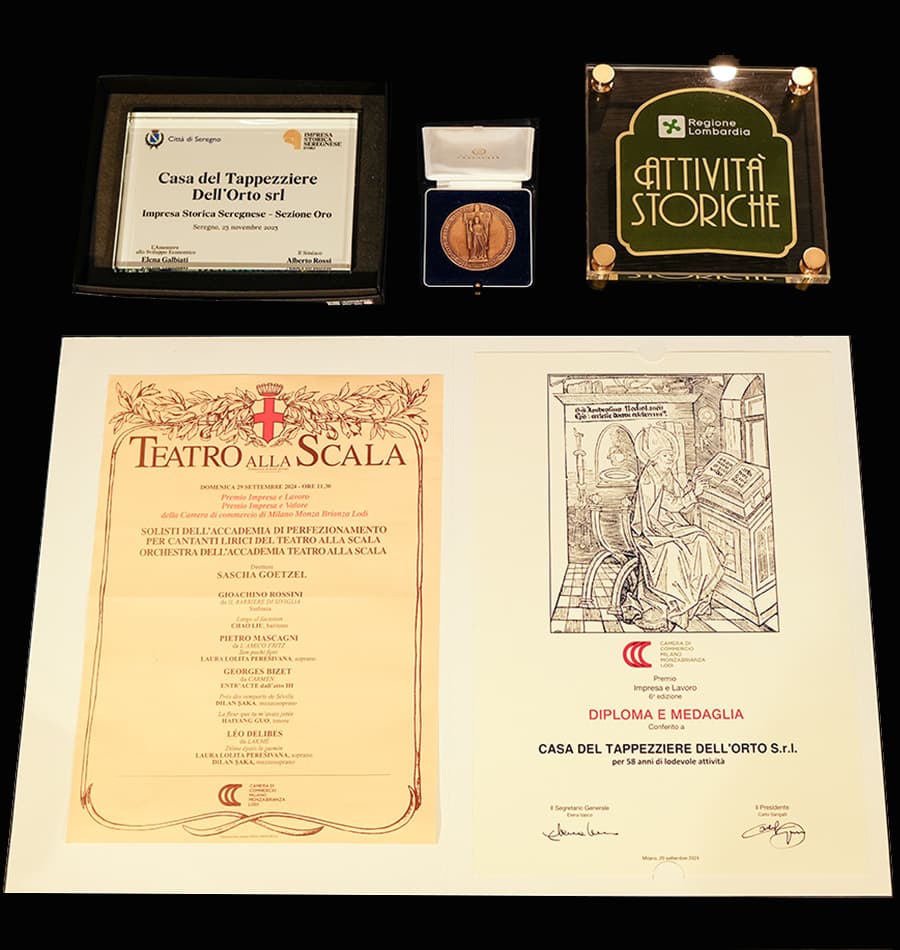 Città di Seregno
IMPRESA
STORICA
SEREGNESE
Casa del Tappezziere
Dell'Orto srl
Impresa Storica Seregnese - Sezione Oro
Seregno, 23 novembre 2023
L'Assessore
allo Sviluppo Economico
Elena Galbiati
Il Sindaco
Alberto Rossi
Regione
Lombardia
ATTIVITÀ
STORICHE
TEATRO ALLA SCALA
DOMENICA 29 SETTEMBRE 2024 - ORE 11.30
Premio Impresa e Lavoro
Premio Impresa e Valore
della Camera di commercio di Milano Monza Brianza Lodi
SOLISTI DELL'ACCADEMIA DI PERFEZIONAMENTO
PER CANTANTI LIRICI DEL TEATRO ALLA SCALA
ORCHESTRA DELL'ACCADEMIA TEATRO ALLA SCALA
Direttore
SASCHA GOETZEL
GIOACHINO ROSSINI
da IL BARBIERE DI SIVIGLIA
Sinfonia
Largo al factotum
CHAO LIU, baritono
PIETRO MASCAGNI
da L'AMICO FRITZ
Son pochi fiori
LAURA LOLITA PEREŠIVANA, soprano
GEORGES BIZET
da CARMEN
ENTR'ACTE dall'atto III
Près des remparts de Séville
DILAN ŞAKA, mezzosoprano
La fleur que tu m'avais jetée
HAIYANG GUO, tenore
LÉO DELIBES
da LAKMÉ
Dôme épais le jasmin
LAURA LOLITA PEREŠIVANA, soprano
DILAN ŞAKA, mezzosoprano
CAMERA DI
COMMERCIO
MILANO
MONZABRIANZA
LODI
CAMERA DI
COMMERCIO
MILANO
MONZABRIANZA
LODI
Premio
Impresa e Lavoro
6ª edizione
DIPLOMA E MEDAGLIA
Conferito a
CASA DEL TAPPEZZIERE DELL'ORTO S.r.l.
per 58 anni di lodevole attività
Il Segretario Generale
Elena Vasco
Il Presidente
Carlo Sangalli
Milano, 29 settembre 2024